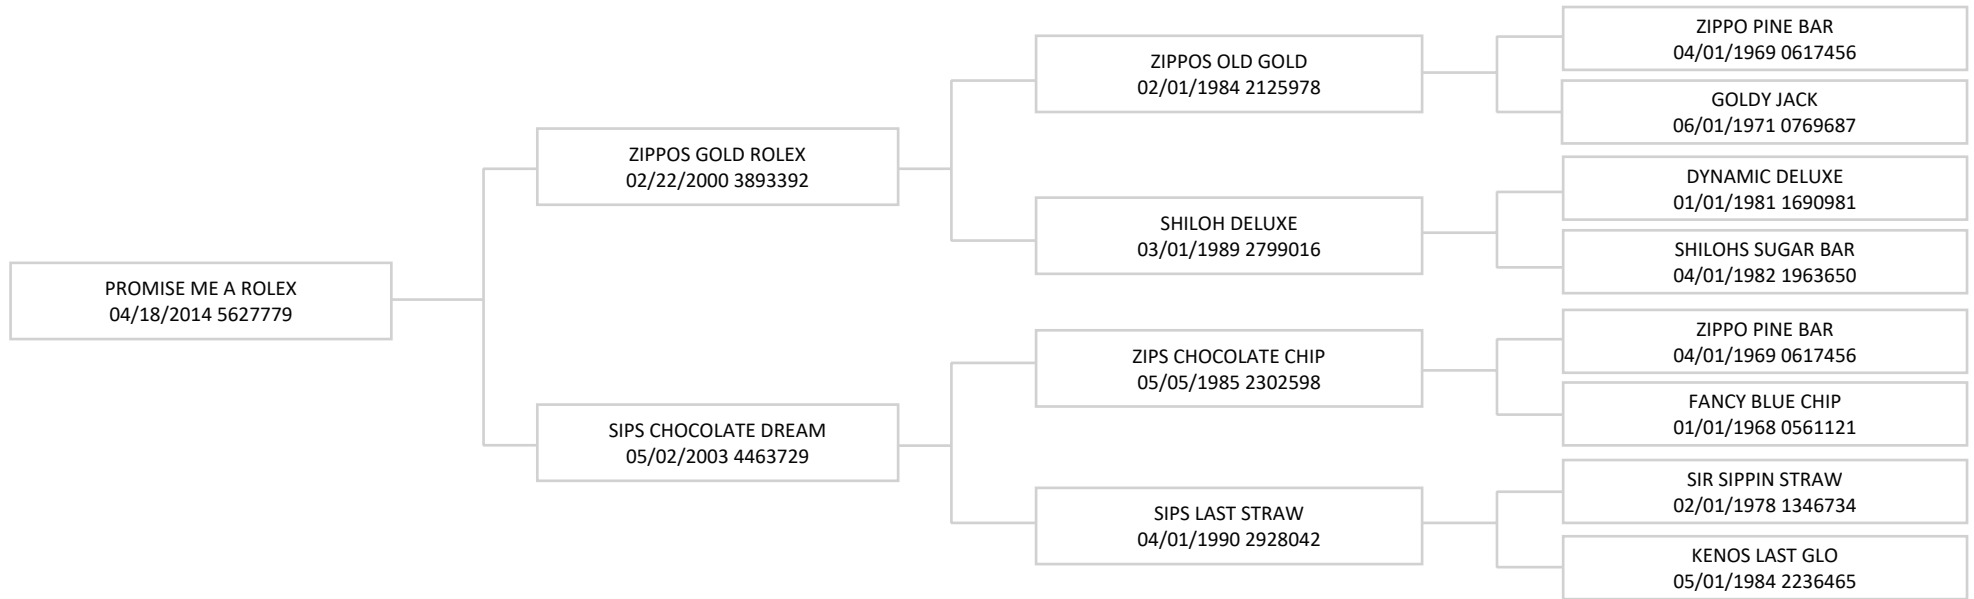 PROMISE ME A ROLEX
04/18/2014 5627779
ZIPPOS GOLD ROLEX
02/22/2000 3893392
SIPS CHOCOLATE DREAM
05/02/2003 4463729
ZIPPOS OLD GOLD
02/01/1984 2125978
SHILOH DELUXE
03/01/1989 2799016
ZIPS CHOCOLATE CHIP
05/05/1985 2302598
SIPS LAST STRAW
04/01/1990 2928042
ZIPPO PINE BAR
04/01/1969 0617456
GOLDY JACK
06/01/1971 0769687
DYNAMIC DELUXE
01/01/1981 1690981
SHILOHS SUGAR BAR
04/01/1982 1963650
ZIPPO PINE BAR
04/01/1969 0617456
FANCY BLUE CHIP
01/01/1968 0561121
SIR SIPPIN STRAW
02/01/1978 1346734
KENOS LAST GLO
05/01/1984 2236465